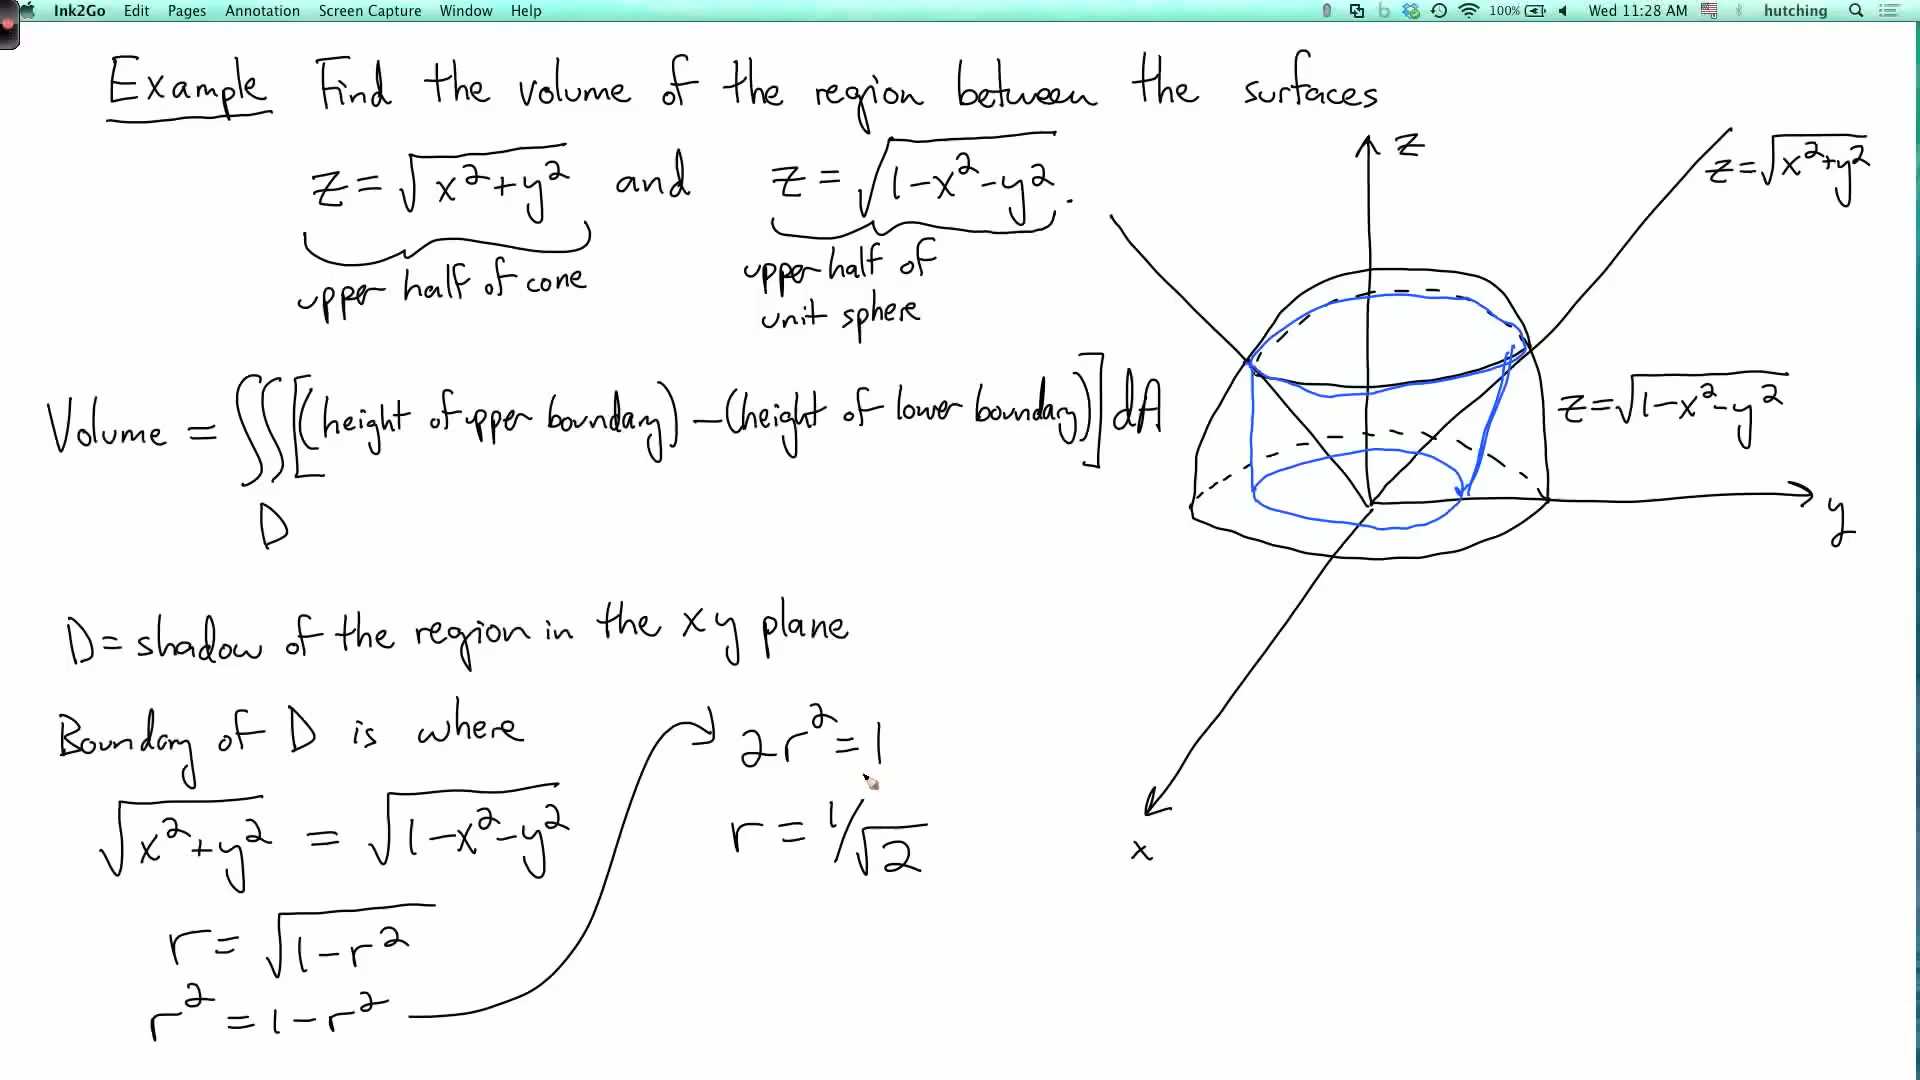 Ink2Go File Edit Pages Annotation Screen Capture Window Help 100% Wed 11:28 AM hutching
Example Find the volume of the region between the surfaces
z = √(x²+y²) and z = √(1-x²-y²).
upper half of cone
upper half of
unit sphere
Volume = ∬ [(height of upper boundary) - (height of lower boundary)] dA
D
D = shadow of the region in the xy plane
Boundary of D is where
√(x²+y²) = √(1-x²-y²)
r = √(1-r²)
r² = 1-r²
2r² = 1
r = 1/√2
z
z=√(x²+y²)
z=√(1-x²-y²)
y
x